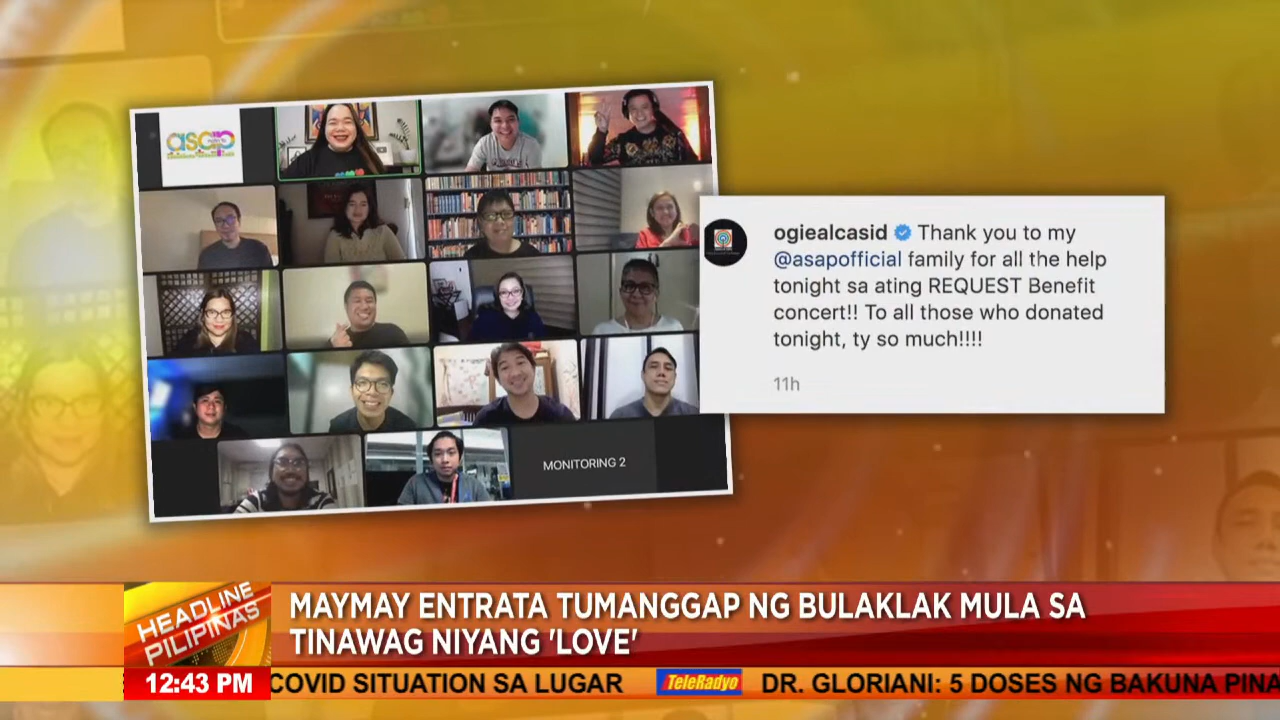 asap
ogiealcasid Thank you to my
@asapofficial family for all the help
tonight sa ating REQUEST Benefit
concert!! To all those who donated
tonight, ty so much!!!!
11h
MONITORING 2
HEADLINE
PILIPINAS
MAYMAY ENTRATA TUMANGGAP NG BULAKLAK MULA SA
TINAWAG NIYANG 'LOVE'
12:43 PM
COVID SITUATION SA LUGAR
TeleRadyo
DR. GLORIANI: 5 DOSES NG BAKUNA PINA